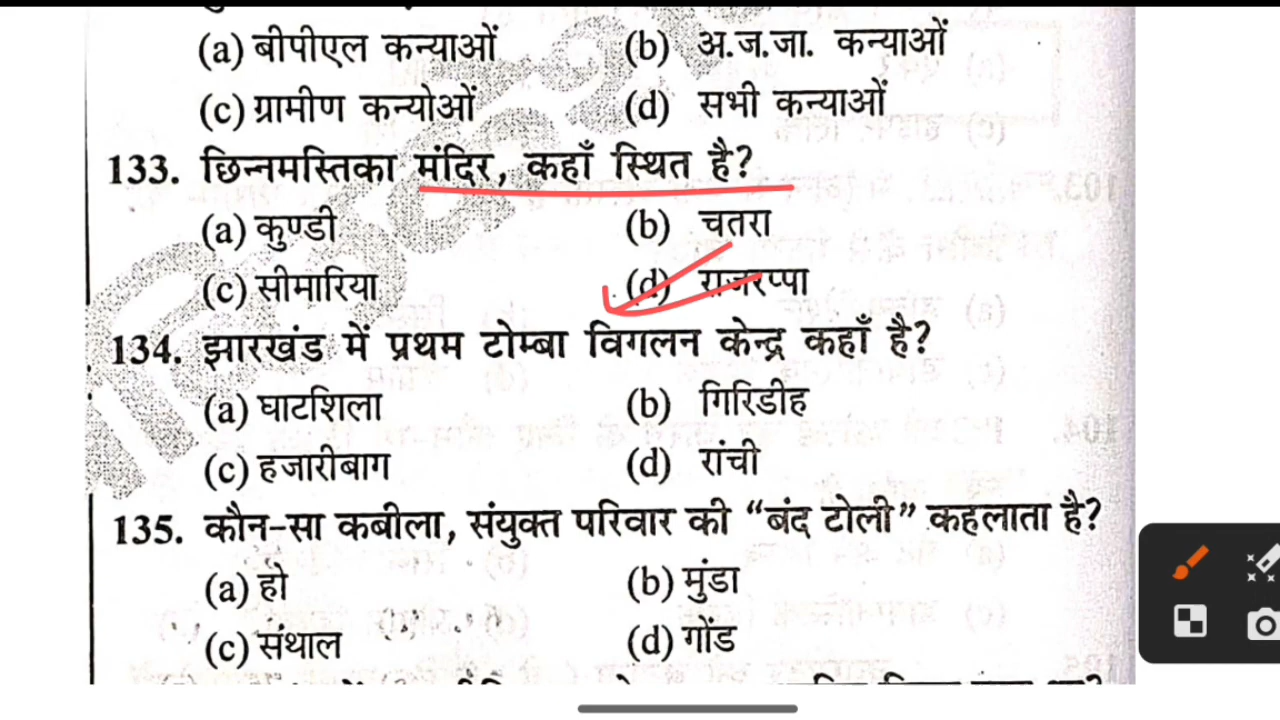 (a) बीपीएल कन्याओं (b) अ.ज.जा. कन्याओं
(c) ग्रामीण कन्योओं (d) सभी कन्याओं
133. छिन्नमस्तिका मंदिर, कहाँ स्थित है?
(a) कुण्डी (b) चतरा
(c) सीमारिया (d) राजरप्पा
134. झारखंड में प्रथम टोम्बा विगलन केन्द्र कहाँ है?
(a) घाटशिला (b) गिरिडीह
(c) हजारीबाग (d) रांची
135. कौन-सा कबीला, संयुक्त परिवार की “बंद टोली” कहलाता है?
(a) हो (b) मुंडा
(c) संथाल (d) गोंड